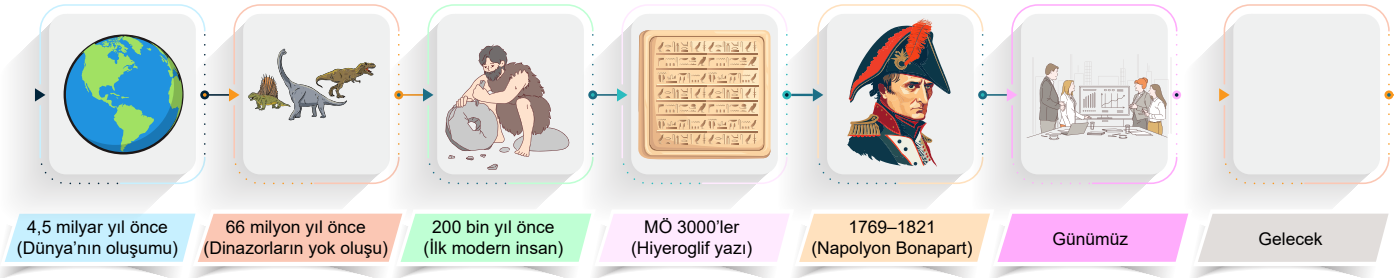 4,5 milyar yıl önce
(Dünya’nın oluşumu)
66 milyon yıl önce
(Dinazorların yok oluşu)
200 bin yıl önce
(İlk modern insan)
MÖ 3000’ler
(Hiyeroglif yazı)
1769–1821
(Napolyon Bonapart)
Günümüz
Gelecek